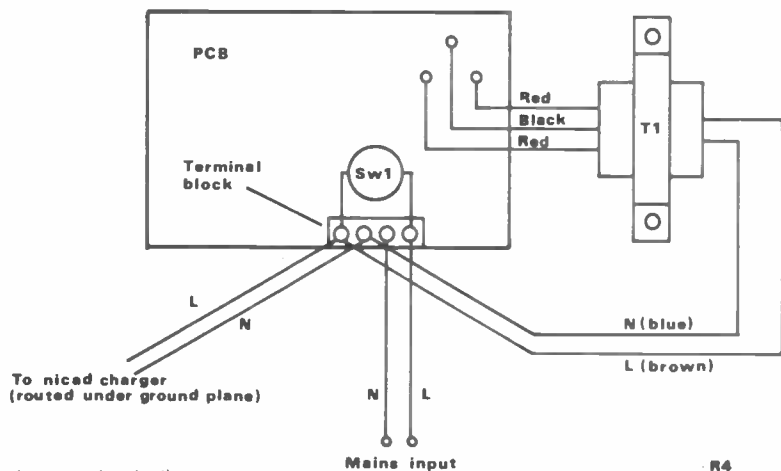 PCB
Red
Black
Red
T1
Terminal
block
Sw1
L
N
N (blue)
L (brown)
To nicad charger
(routed under ground plane)
N
L
Mains input
R4